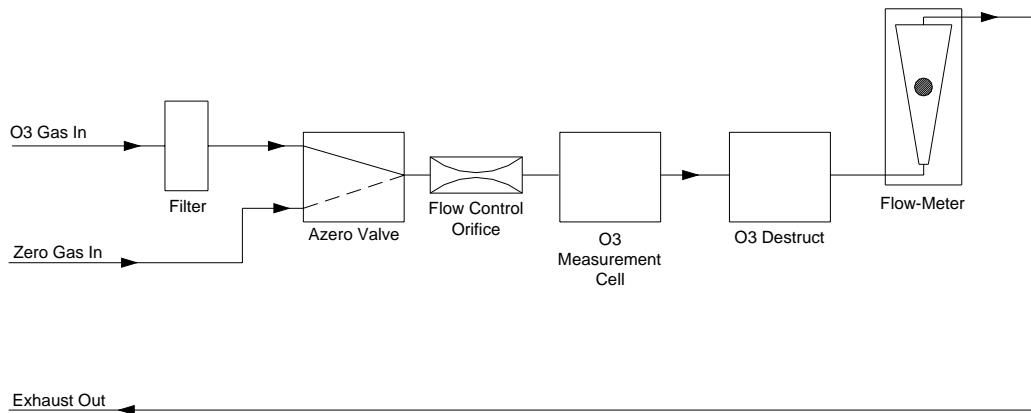 O3 Gas In
Filter
Zero Gas In
Azero Valve
Flow Control
Orifice
O3
Measurement
Cell
O3 Destruct
Flow-Meter
Exhaust Out